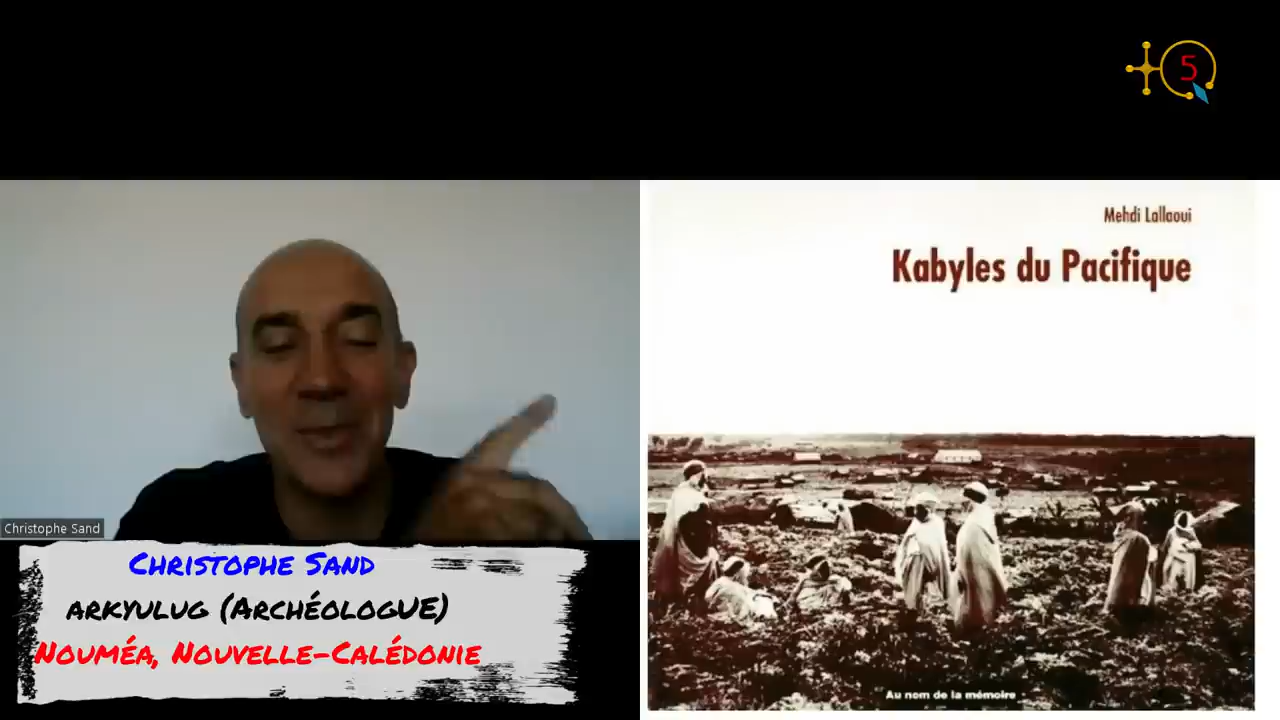 5
Mehdi Lallaoui
Kabyles du Pacifique
Christophe Sand
Christophe Sand
arkyulug (ArchéologUE)
Nouméa, Nouvelle-Calédonie
Au nom de la mémoire